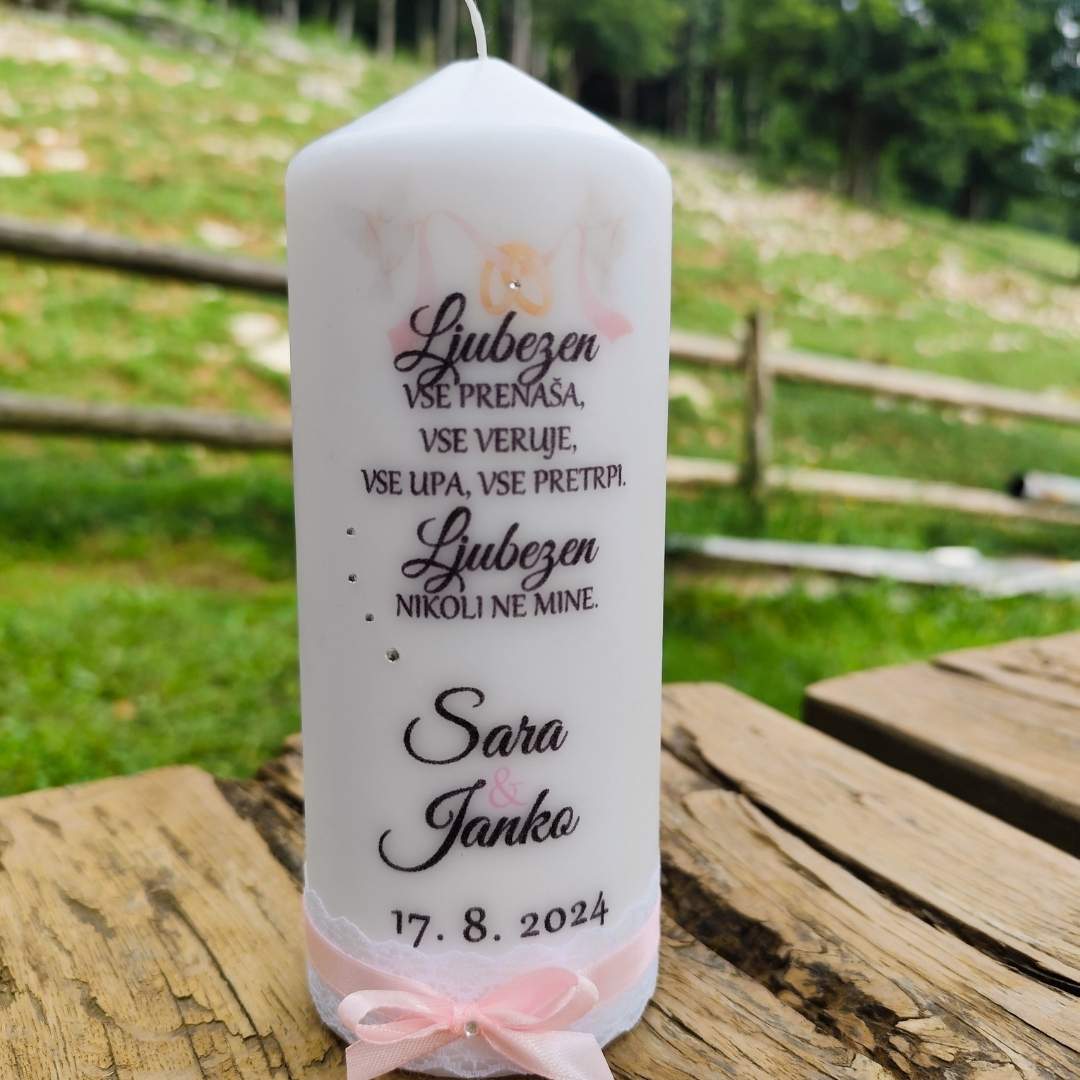 Ljubezen
VSE PRENAŠA,
VSE VERUJE,
VSE UPA, VSE PRETRPI.
Ljubezen
NIKOLI NE MINE.
Sara
&
Janko
17. 8. 2024